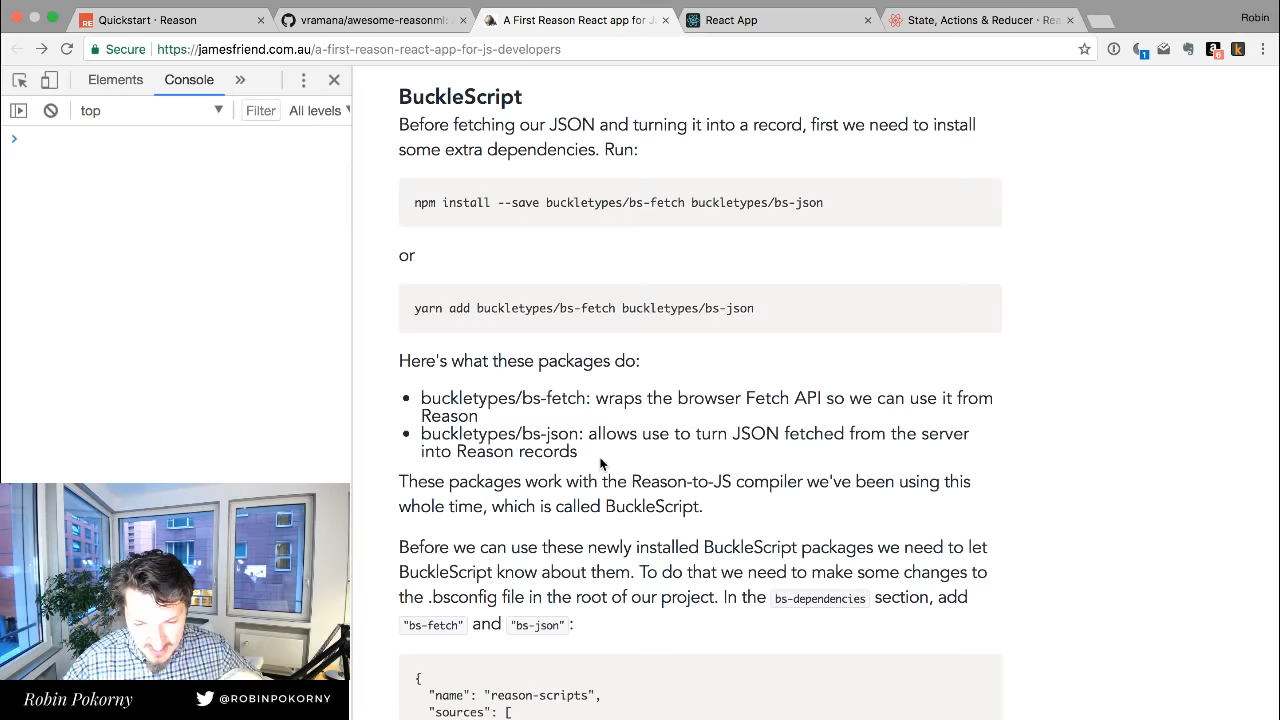 Quickstart · Reason
vramana/awesome-reasonml: A
A First Reason React app for Ja
React App
State, Actions & Reducer · Rea
Robin
Secure
https://jamesfriend.com.au/a-first-reason-react-app-for-js-developers
Elements
Console
top
Filter
All levels
BuckleScript
Before fetching our JSON and turning it into a record, first we need to install
some extra dependencies. Run:
npm install --save buckletypes/bs-fetch buckletypes/bs-json
or
yarn add buckletypes/bs-fetch buckletypes/bs-json
Here's what these packages do:
• buckletypes/bs-fetch: wraps the browser Fetch API so we can use it from
Reason
• buckletypes/bs-json: allows use to turn JSON fetched from the server
into Reason records
These packages work with the Reason-to-JS compiler we've been using this
whole time, which is called BuckleScript.
Before we can use these newly installed BuckleScript packages we need to let
BuckleScript know about them. To do that we need to make some changes to
the .bsconfig file in the root of our project. In the bs-dependencies section, add
"bs-fetch" and "bs-json":
{
"name": "reason-scripts",
"sources": [
Robin Pokorny
@ROBINPOKORNY